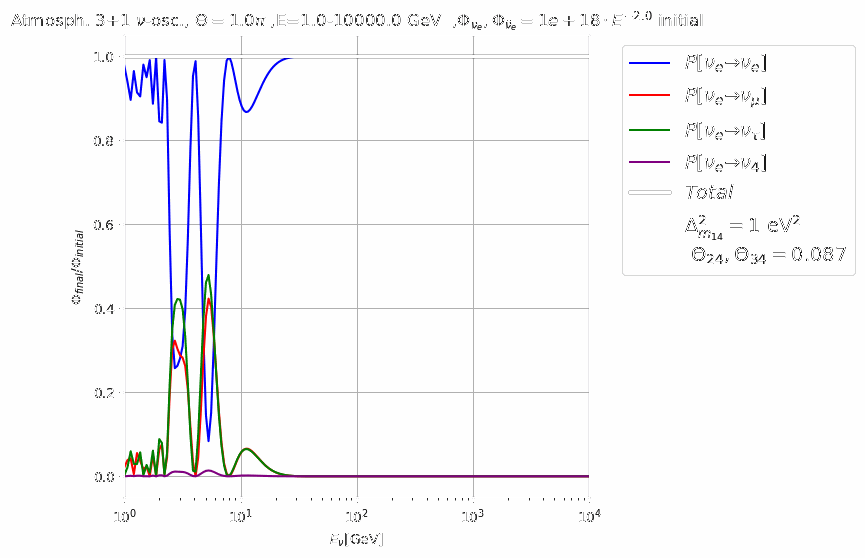 Atmosph. 3+1 ν-osc., Θ = 1.0π ,E=1.0-10000.0 GeV ,Φ_{ν_e}, Φ_{ν̄_e} = 1e + 18 · E^{-2.0} initial
P[ν_e→ν_e]
P[ν_e→ν_μ]
P[ν_e→ν_τ]
P[ν_e→ν_4]
Total
Δ^2_{m_{14}} = 1 eV^2
Θ_{24}, Θ_{34} = 0.087
Φ_{final}/Φ_{initial}
1.0
0.8
0.6
0.4
0.2
0.0
10^0
10^1
10^2
10^3
10^4
E_ν[GeV]